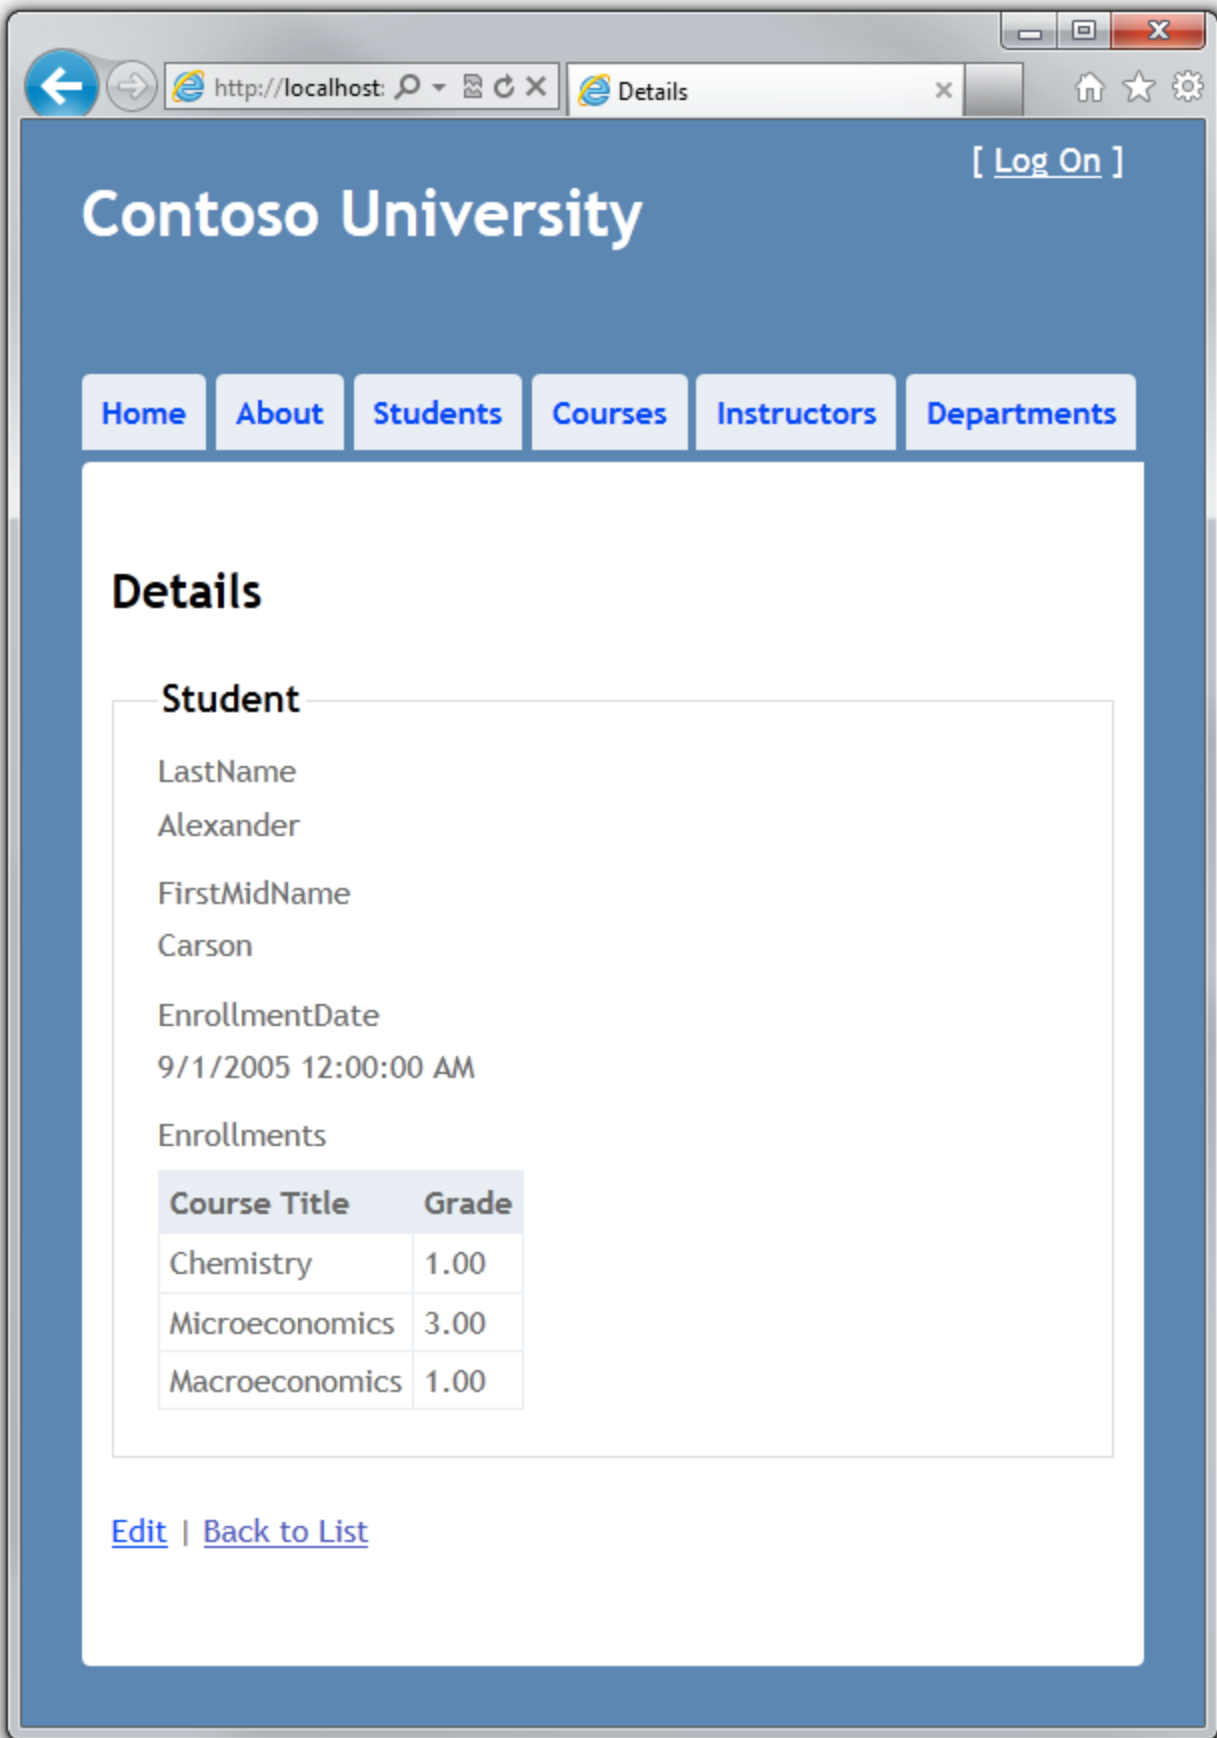 http://localhost:
Details
[ Log On ]
Contoso University
Home About Students Courses Instructors Departments
Details
Student
LastName
Alexander
FirstMidName
Carson
EnrollmentDate
9/1/2005 12:00:00 AM
Enrollments
Course Title Grade
Chemistry 1.00
Microeconomics 3.00
Macroeconomics 1.00
Edit | Back to List